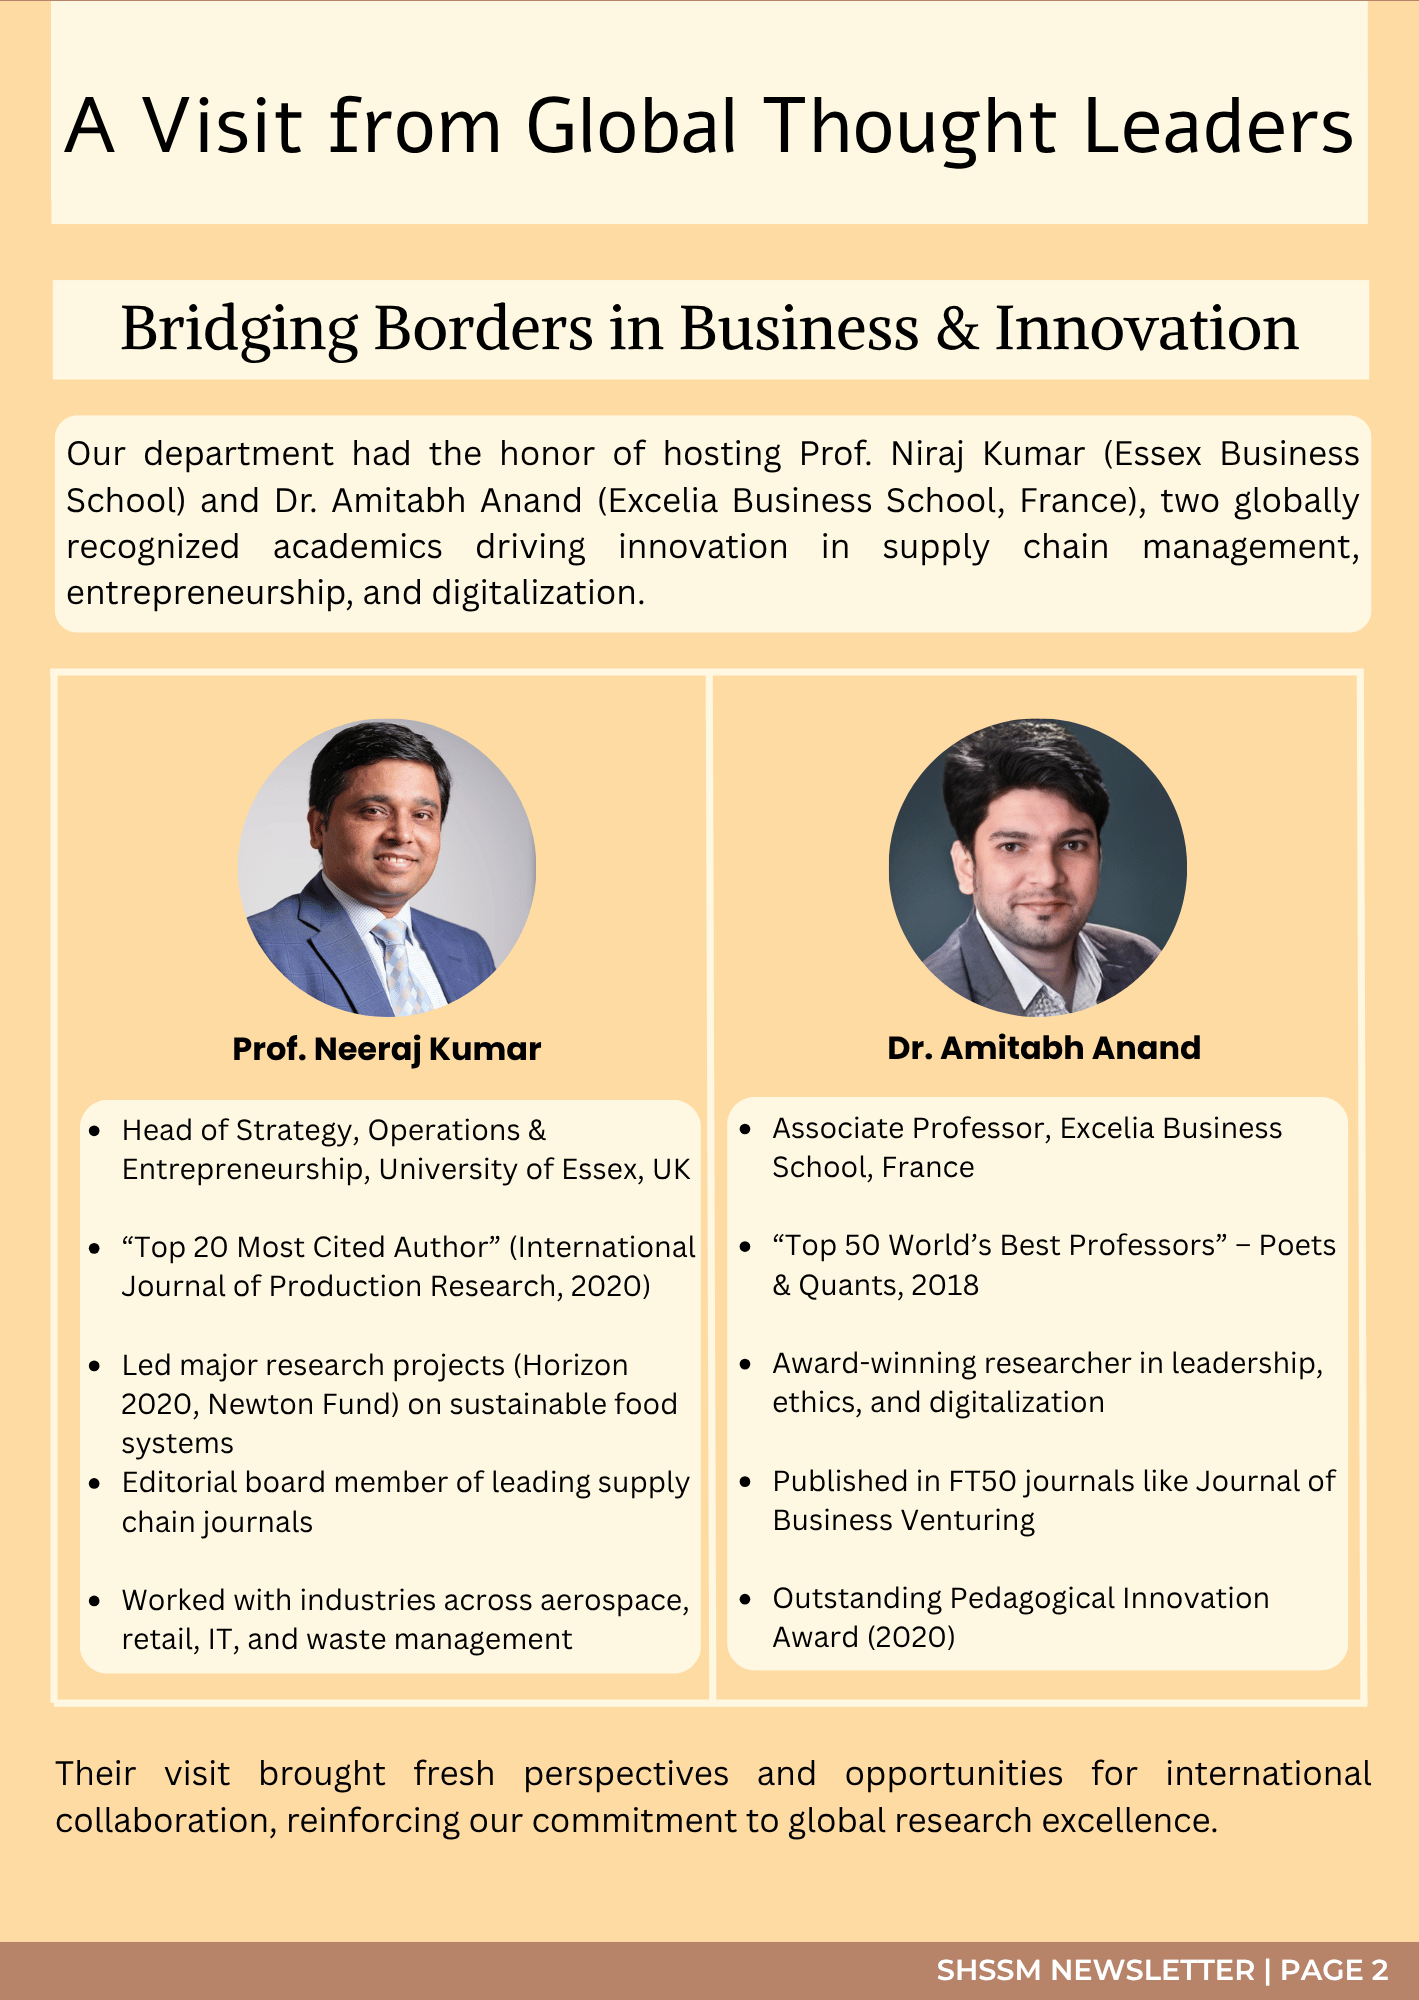 A Visit from Global Thought Leaders
Bridging Borders in Business & Innovation
Our department had the honor of hosting Prof. Niraj Kumar (Essex Business
School) and Dr. Amitabh Anand (Excelia Business School, France), two globally
recognized academics driving innovation in supply chain management,
entrepreneurship, and digitalization.
Prof. Neeraj Kumar
• Head of Strategy, Operations &
Entrepreneurship, University of Essex, UK
• “Top 20 Most Cited Author” (International
Journal of Production Research, 2020)
• Led major research projects (Horizon
2020, Newton Fund) on sustainable food
systems
• Editorial board member of leading supply
chain journals
• Worked with industries across aerospace,
retail, IT, and waste management
Dr. Amitabh Anand
• Associate Professor, Excelia Business
School, France
• “Top 50 World’s Best Professors” – Poets
& Quants, 2018
• Award-winning researcher in leadership,
ethics, and digitalization
• Published in FT50 journals like Journal of
Business Venturing
• Outstanding Pedagogical Innovation
Award (2020)
Their visit brought fresh perspectives and opportunities for international
collaboration, reinforcing our commitment to global research excellence.
SHSSM NEWSLETTER | PAGE 2